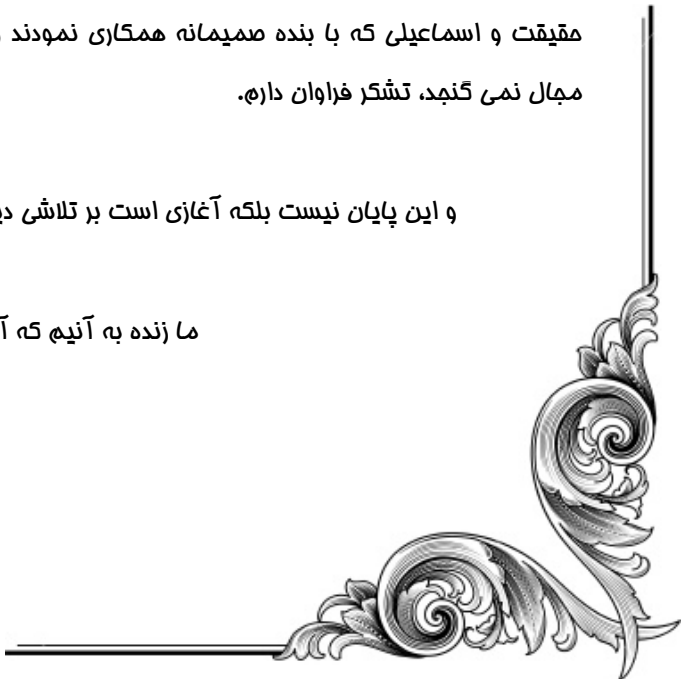 حقیقت و اسماعیلی که با بنده صمیمانه همکاری نمودند
مجال نمی گنجد، تشکر فراوان دارم.
و این پایان نیست بلکه آغازی است بر تلاشی
ما زنده به آنیم که